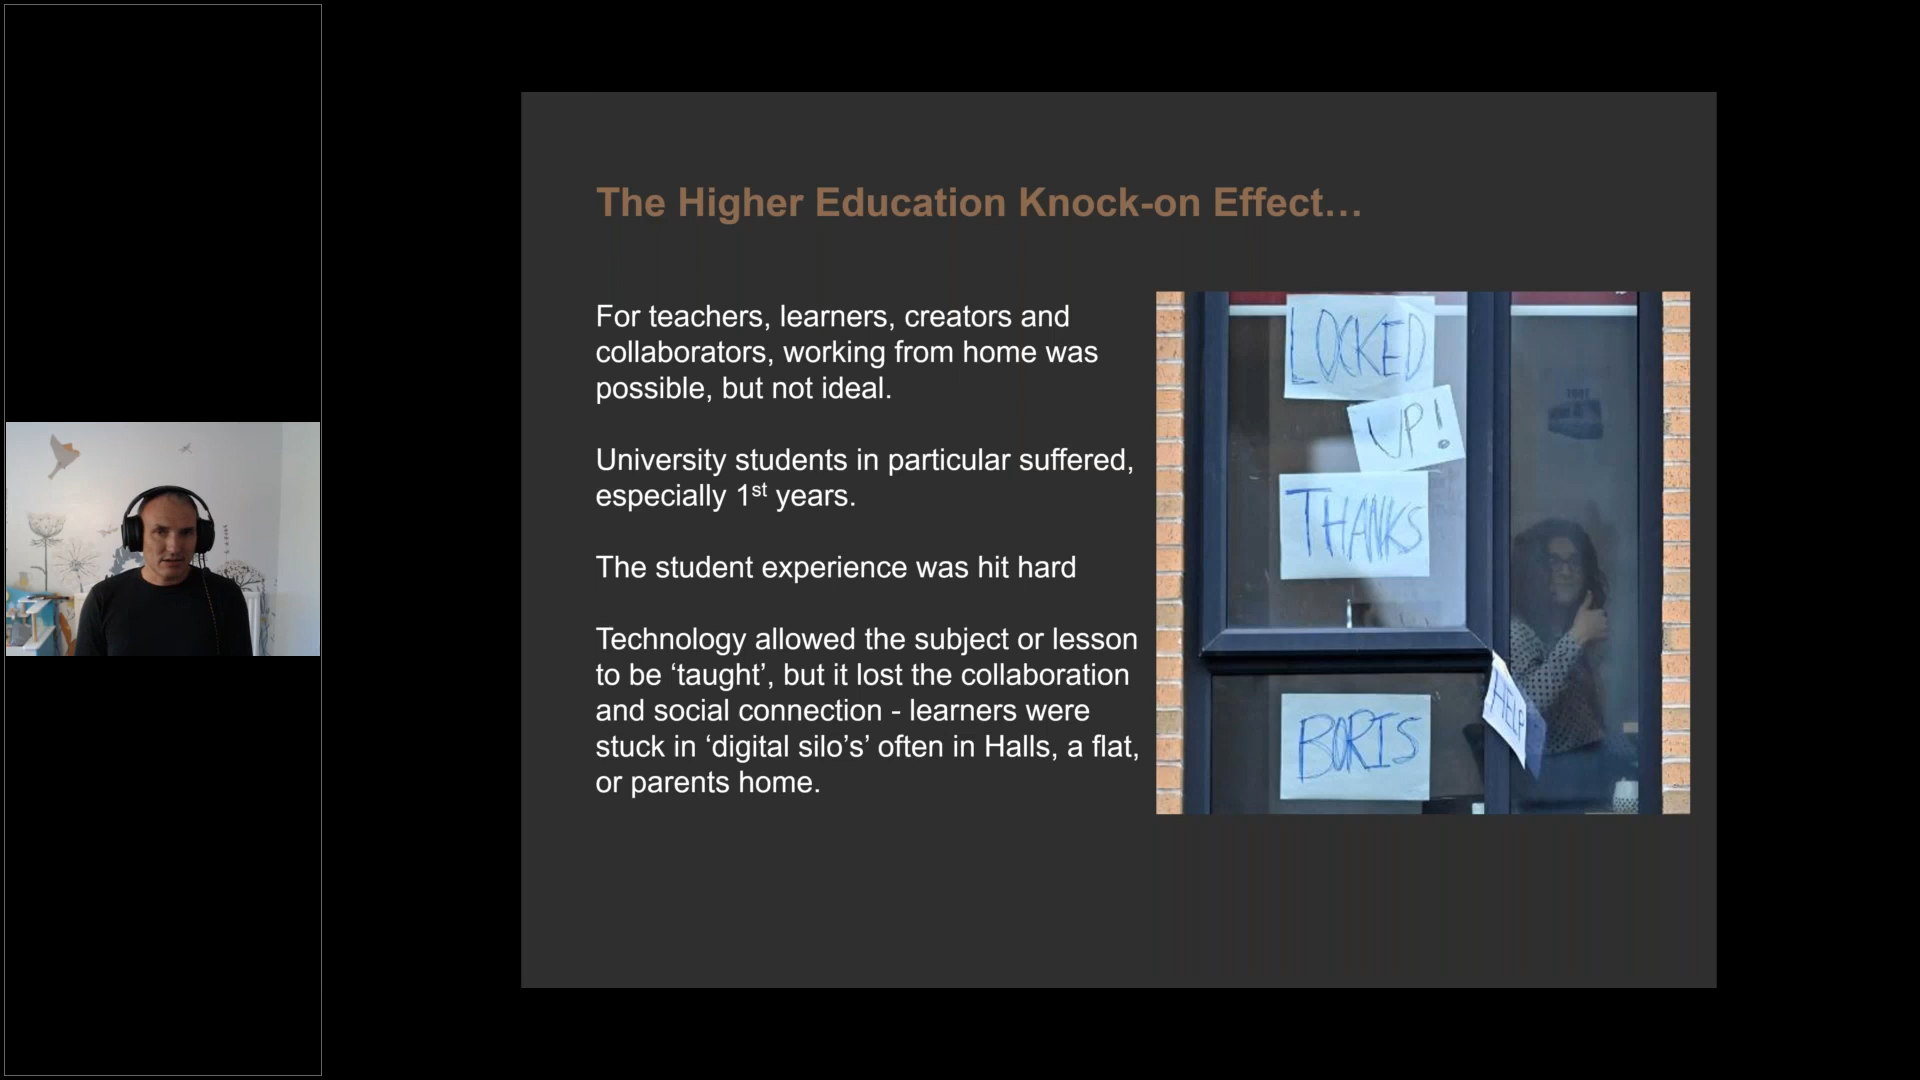 The Higher Education Knock-on Effect…
For teachers, learners, creators and
collaborators, working from home was
possible, but not ideal.
University students in particular suffered,
especially 1st years.
The student experience was hit hard
Technology allowed the subject or lesson
to be ‘taught’, but it lost the collaboration
and social connection - learners were
stuck in ‘digital silo’s’ often in Halls, a flat,
or parents home.
LOCKED
UP!
THANKS
BORIS
HELP